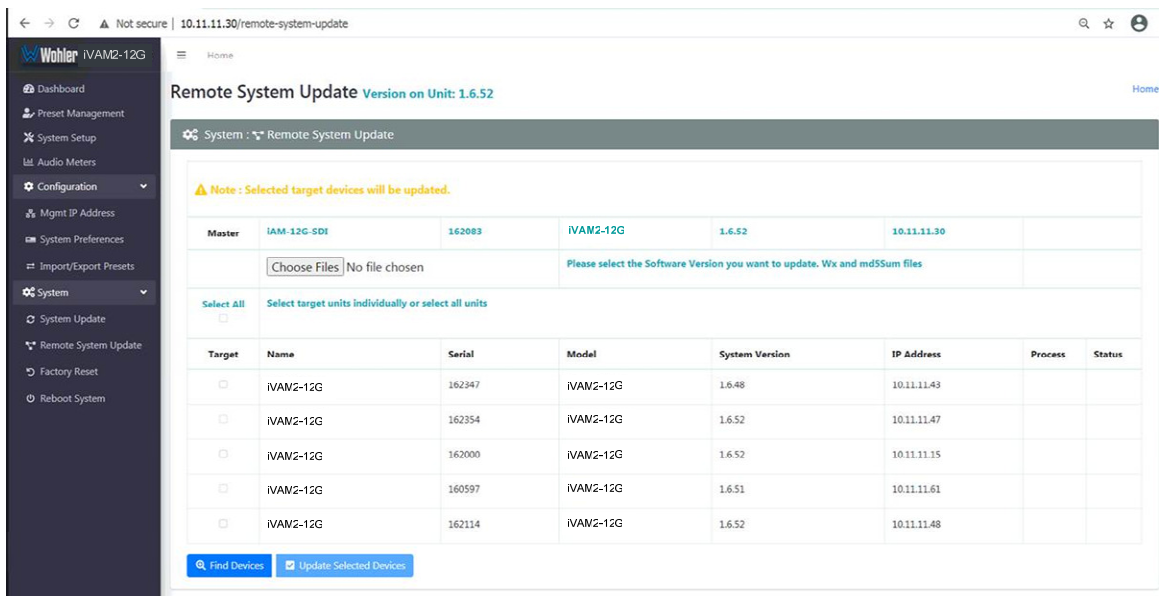 Not secure | 10.11.11.30/remote-system-update
Wohler iVAM2-12G
Home
Dashboard
Preset Management
System Setup
Audio Meters
Configuration
Mgmt IP Address
System Preferences
Import/Export Presets
System
System Update
Remote System Update
Factory Reset
Reboot System
Remote System Update Version on Unit: 1.6.52
Home
System : Remote System Update
Note : Selected target devices will be updated.
Master iAM-12G-SDI 162083 iVAM2-12G 1.6.52 10.11.11.30
Choose Files No file chosen Please select the Software Version you want to update. Wx and md5Sum files
Select All Select target units individually or select all units
Target Name Serial Model System Version IP Address Process Status
iVAM2-12G 162347 iVAM2-12G 1.6.48 10.11.11.43
iVAM2-12G 162354 iVAM2-12G 1.6.52 10.11.11.47
iVAM2-12G 162000 iVAM2-12G 1.6.52 10.11.11.15
iVAM2-12G 160597 iVAM2-12G 1.6.51 10.11.11.61
iVAM2-12G 162114 iVAM2-12G 1.6.52 10.11.11.48
Find Devices Update Selected Devices